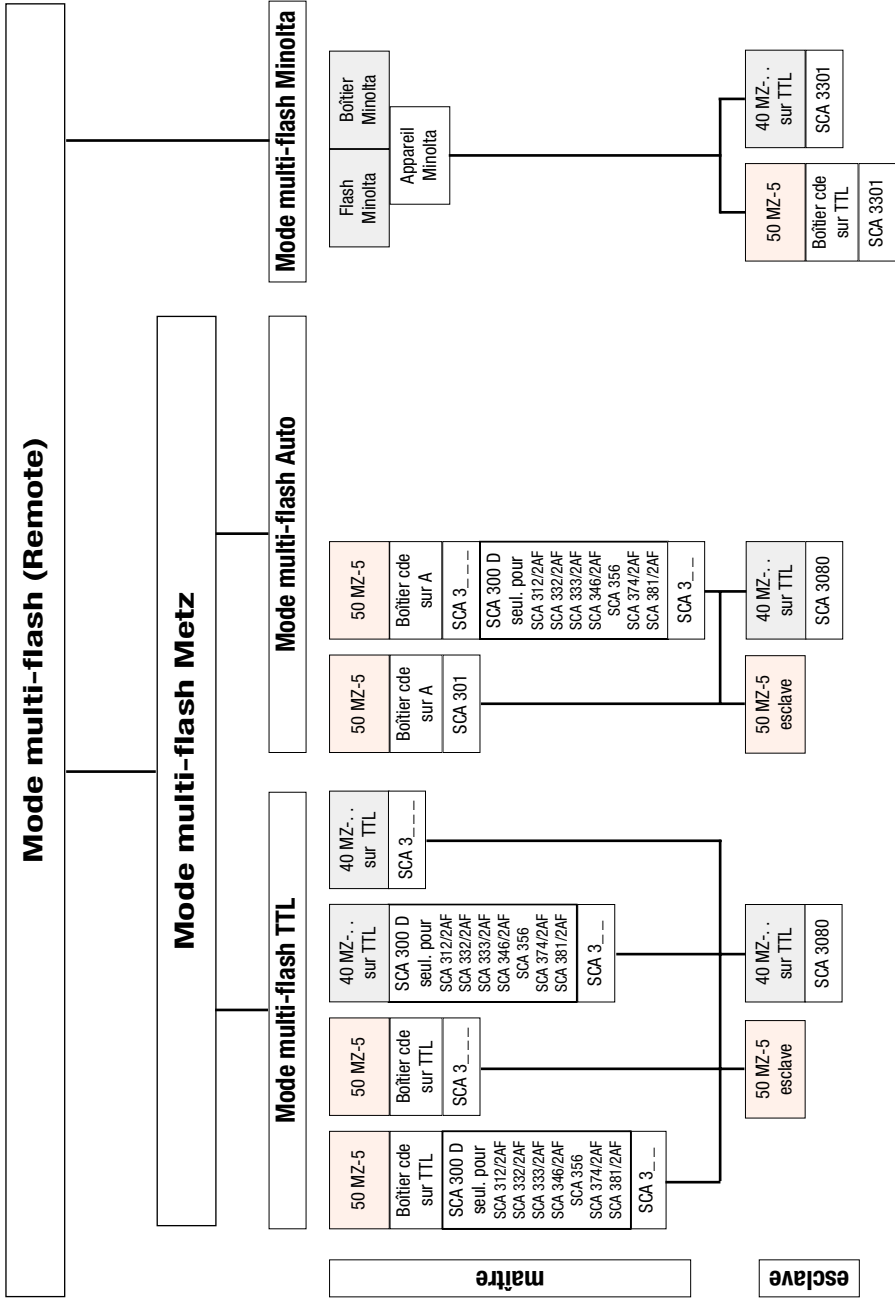 Mode multi-flash (Remote)
Mode multi-flash Metz
Mode multi-flash TTL
Mode multi-flash Auto
Mode multi-flash Minolta
maître
50 MZ-5
Boîtier cde
sur TTL
SCA 300 D
seul. pour
SCA 312/2AF
SCA 332/2AF
SCA 333/2AF
SCA 346/2AF
SCA 356
SCA 374/2AF
SCA 381/2AF
SCA 3_ _
50 MZ-5
Boîtier cde
sur TTL
SCA 3_ _ _
40 MZ-. .
sur TTL
SCA 300 D
seul. pour
SCA 312/2AF
SCA 332/2AF
SCA 333/2AF
SCA 346/2AF
SCA 356
SCA 374/2AF
SCA 381/2AF
SCA 3_ _
40 MZ-. .
sur TTL
SCA 3_ _ _
50 MZ-5
Boîtier cde
sur A
SCA 301
50 MZ-5
Boîtier cde
sur A
SCA 3_ _ _
SCA 300 D
seul. pour
SCA 312/2AF
SCA 332/2AF
SCA 333/2AF
SCA 346/2AF
SCA 356
SCA 374/2AF
SCA 381/2AF
SCA 3_ _
Flash
Minolta
Boîtier
Minolta
Appareil
Minolta
esclave
50 MZ-5
esclave
40 MZ-. .
sur TTL
SCA 3080
50 MZ-5
esclave
40 MZ-. .
sur TTL
SCA 3080
50 MZ-5
Boîtier cde
sur TTL
SCA 3301
40 MZ-. .
sur TTL
SCA 3301